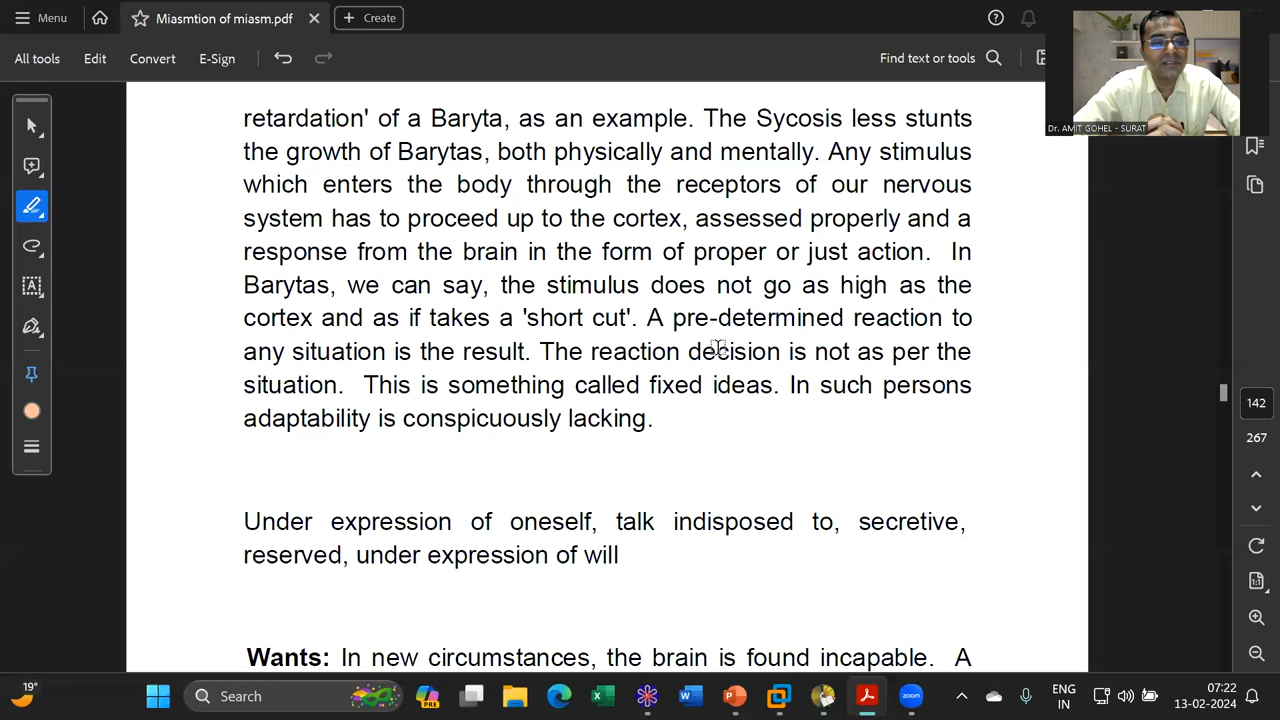 Menu
Miasmtion of miasm.pdf
Create
All tools
Edit
Convert
E-Sign
Find text or tools
Dr. AMIT GOHEL - SURAT
retardation' of a Baryta, as an example. The Sycosis less stunts
the growth of Barytas, both physically and mentally. Any stimulus
which enters the body through the receptors of our nervous
system has to proceed up to the cortex, assessed properly and a
response from the brain in the form of proper or just action. In
Barytas, we can say, the stimulus does not go as high as the
cortex and as if takes a 'short cut'. A pre-determined reaction to
any situation is the result. The reaction decision is not as per the
situation. This is something called fixed ideas. In such persons
adaptability is conspicuously lacking.
Under expression of oneself, talk indisposed to, secretive,
reserved, under expression of will
Wants: In new circumstances, the brain is found incapable. A
142
267
1:1
19°
Search
PRE
ENG
IN
07:22
13-02-2024